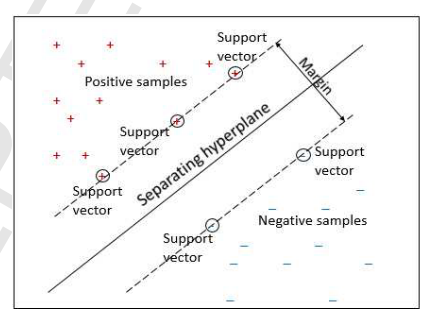 Support
vector
Positive samples
Margin
Support
vector
Separating hyperplane
Support
vector
Support
vector
Negative samples
Support
vector